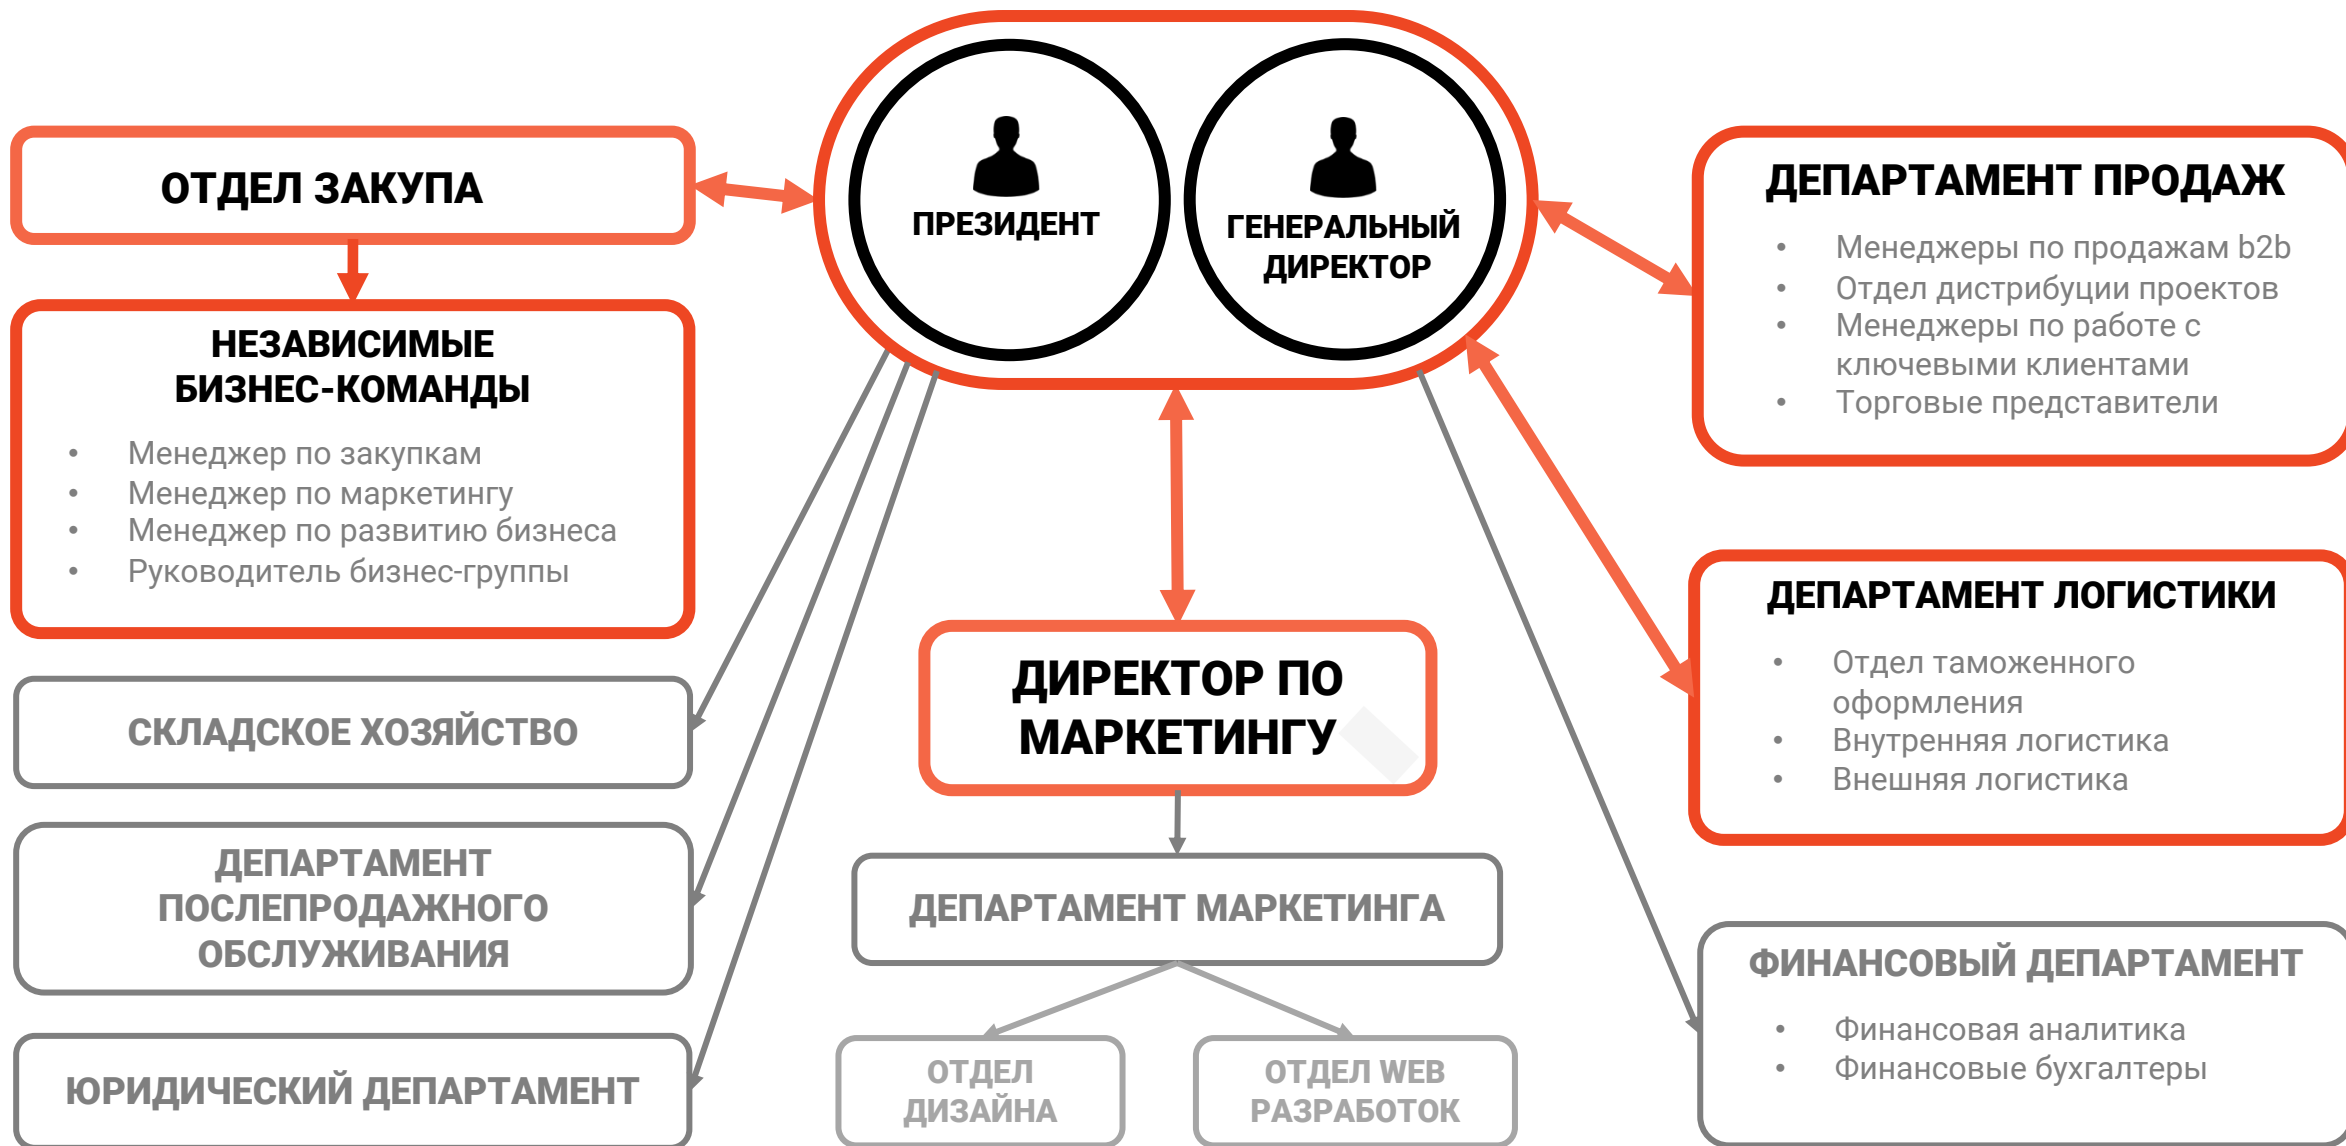 ПРЕЗИДЕНТ
ГЕНЕРАЛЬНЫЙ
ДИРЕКТОР
ОТДЕЛ ЗАКУПА
НЕЗАВИСИМЫЕ
БИЗНЕС-КОМАНДЫ
• Менеджер по закупкам
• Менеджер по маркетингу
• Менеджер по развитию бизнеса
• Руководитель бизнес-группы
СКЛАДСКОЕ ХОЗЯЙСТВО
ДЕПАРТАМЕНТ
ПОСЛЕПРОДАЖНОГО
ОБСЛУЖИВАНИЯ
ЮРИДИЧЕСКИЙ ДЕПАРТАМЕНТ
ДИРЕКТОР ПО
МАРКЕТИНГУ
ДЕПАРТАМЕНТ МАРКЕТИНГА
ОТДЕЛ
ДИЗАЙНА
ОТДЕЛ WEB
РАЗРАБОТОК
ДЕПАРТАМЕНТ ПРОДАЖ
• Менеджеры по продажам b2b
• Отдел дистрибуции проектов
• Менеджеры по работе с
ключевыми клиентами
• Торговые представители
ДЕПАРТАМЕНТ ЛОГИСТИКИ
• Отдел таможенного
оформления
• Внутренняя логистика
• Внешняя логистика
ФИНАНСОВЫЙ ДЕПАРТАМЕНТ
• Финансовая аналитика
• Финансовые бухгалтеры